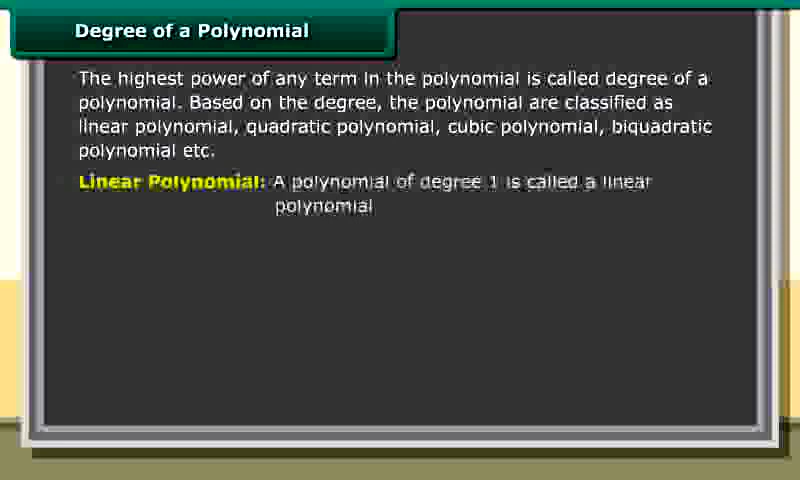 Degree of a Polynomial
The highest power of any term in the polynomial is called degree of a
polynomial. Based on the degree, the polynomial are classified as
linear polynomial, quadratic polynomial, cubic polynomial, biquadratic
polynomial etc.
Linear Polynomial: A polynomial of degree 1 is called a linear
polynomial